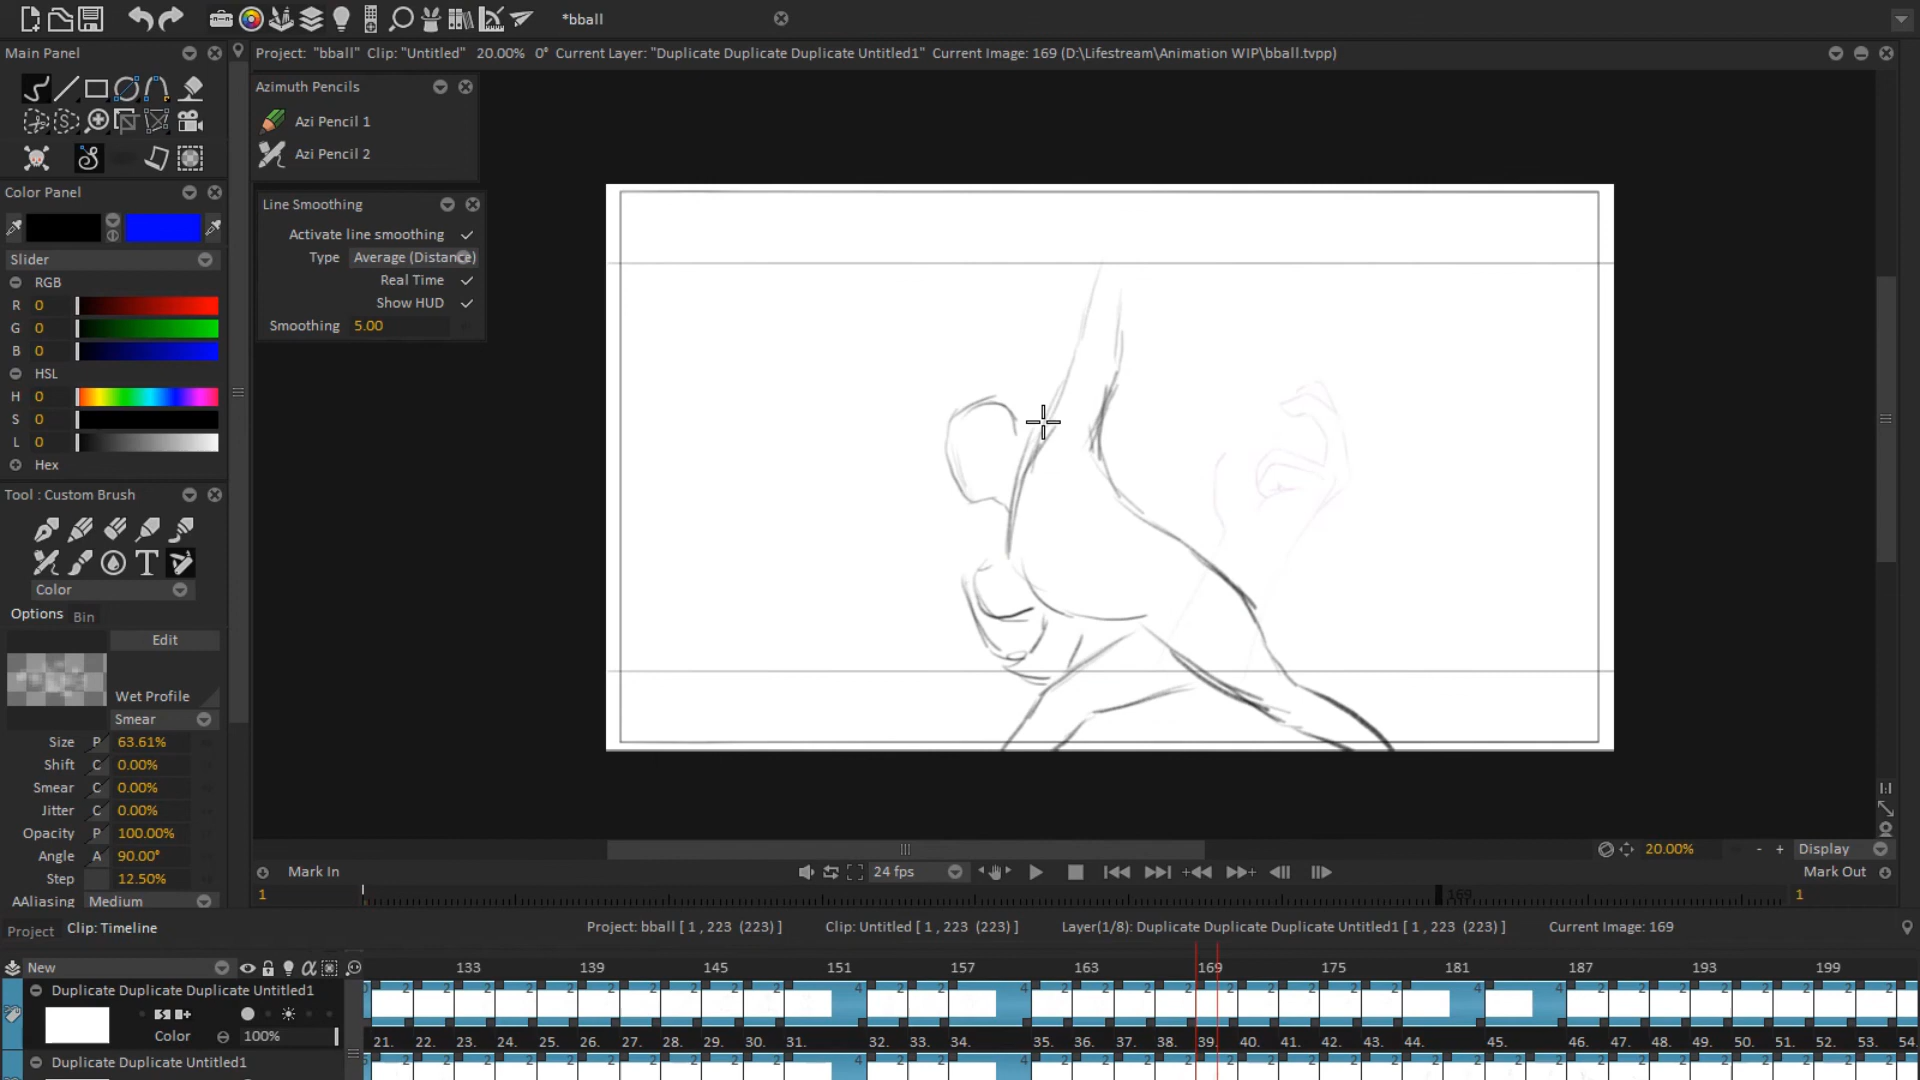 *bball
Main Panel
Project: "bball" Clip: "Untitled" 20.00% 0° Current Layer: "Duplicate Duplicate Duplicate Untitled1" Current Image: 169 (D:\Lifestream\Animation WIP\bball.tvpp)
Azimuth Pencils
Azi Pencil 1
Azi Pencil 2
Color Panel
Line Smoothing
Activate line smoothing
Type Average (Distance)
Real Time
Show HUD
Smoothing 5.00
Slider
RGB
R 0
G 0
B 0
HSL
H 0
S 0
L 0
Hex
Tool : Custom Brush
Color
Options Bin
Edit
Wet Profile
Smear
Size P 63.61%
Shift C 0.00%
Smear C 0.00%
Jitter C 0.00%
Opacity P 100.00%
Angle A 90.00°
Step 12.50%
AAliasing Medium
1:1
20.00% - + Display
Mark In 24 fps Mark Out
1 169 1
Project Clip: Timeline Project: bball [ 1 , 223 (223) ] Clip: Untitled [ 1 , 223 (223) ] Layer(1/8): Duplicate Duplicate Duplicate Untitled1 [ 1 , 223 (223) ] Current Image: 169
New 133 139 145 151 157 163 169 175 181 187 193 199
Duplicate Duplicate Duplicate Untitled1
Color 100%
21. 22. 23. 24. 25. 26. 27. 28. 29. 30. 31. 32. 33. 34. 35. 36. 37. 38. 39. 40. 41. 42. 43. 44. 45. 46. 47. 48. 49. 50. 51. 52. 53. 54.
Duplicate Duplicate Untitled1